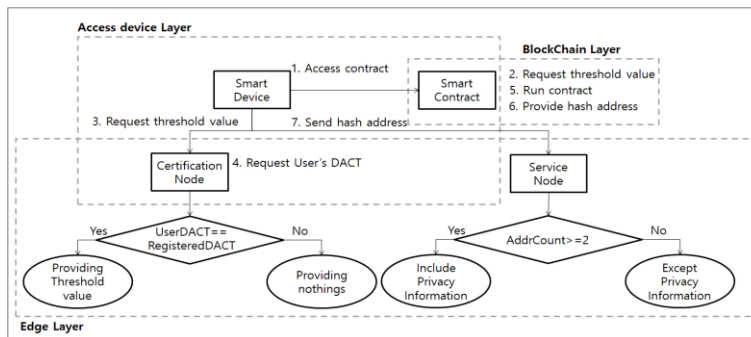 Access device Layer
BlockChain Layer
1. Access contract
Smart
Device
Smart
Contract
2. Request threshold value
5. Run contract
6. Provide hash address
3. Request threshold value
7. Send hash address
Certification
Node
4. Request User's DACT
Service
Node
Yes
UserDACT==
RegisteredDACT
No
Yes
AddrCount>=2
No
Providing
Threshold
value
Providing
nothings
Include
Privacy
Information
Except
Privacy
Information
Edge Layer